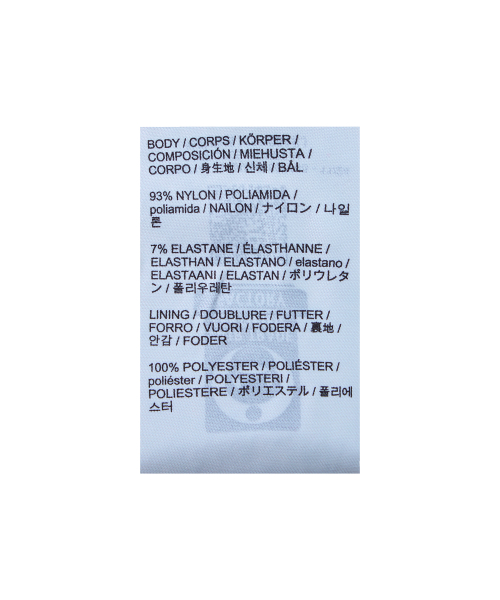 BODY / CORPS / KÖRPER /
COMPOSICIÓN / MIEHUSTA /
CORPO / 身生地 / 신체 / BÅL
93% NYLON / POLIAMIDA /
poliamida / NAILON / ナイロン / 나일
론
7% ELASTANE / ÉLASTHANNE /
ELASTHAN / ELASTANO / elastano /
ELASTAANI / ELASTAN / ポリウレタ
ン / 폴리우레탄
LINING / DOUBLURE / FUTTER /
FORRO / VUORI / FODERA / 裏地 /
안감 / FODER
100% POLYESTER / POLIÉSTER /
poliéster / POLYESTERI /
POLIESTERE / ポリエステル / 폴리에
스터